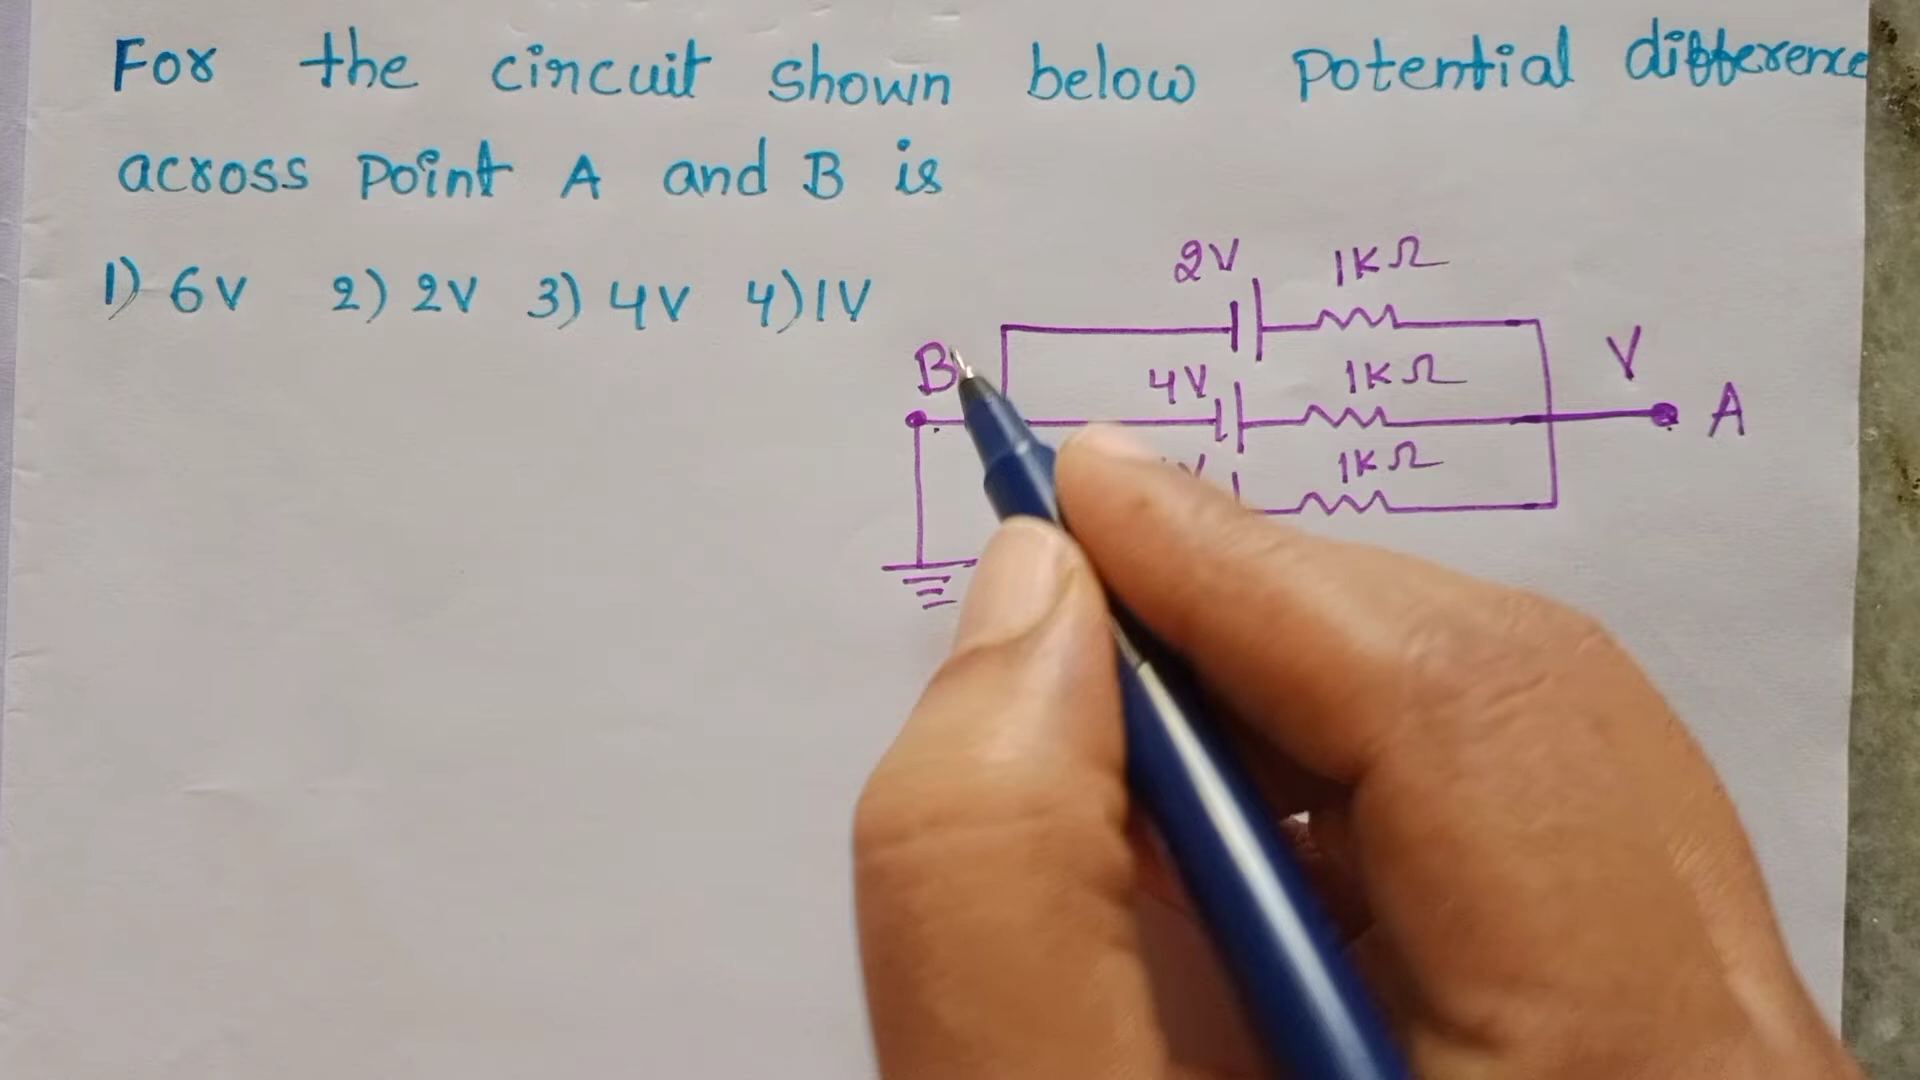 For the circuit shown below potential difference
across point A and B is
1) 6V 2) 2V 3) 4V 4) 1V
2V 1KΩ
B 4V 1KΩ V A
V 1KΩ